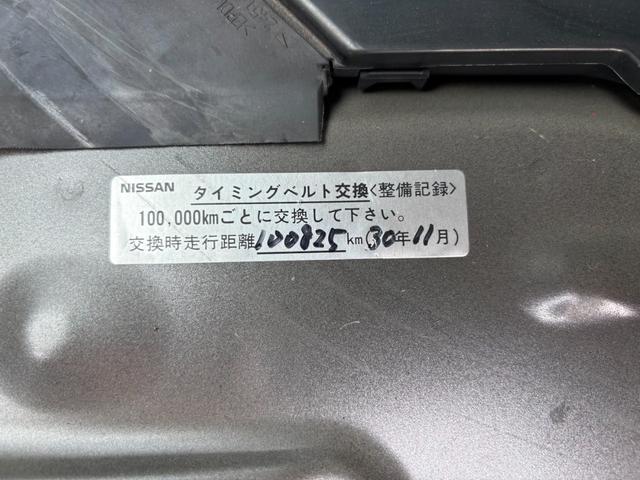 NISSAN タイミングベルト交換<整備記録>
100,000kmごとに交換して下さい。
交換時走行距離100825km(30年11月)